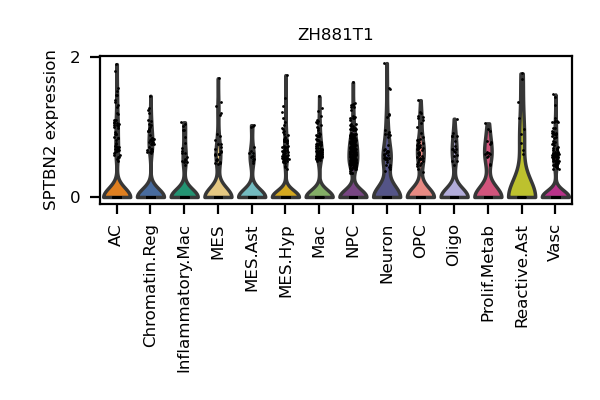 ZH881T1
SPTBN2 expression
2
0
AC
Chromatin.Reg
Inflammatory.Mac
MES
MES.Ast
MES.Hyp
Mac
NPC
Neuron
OPC
Oligo
Prolif.Metab
Reactive.Ast
Vasc